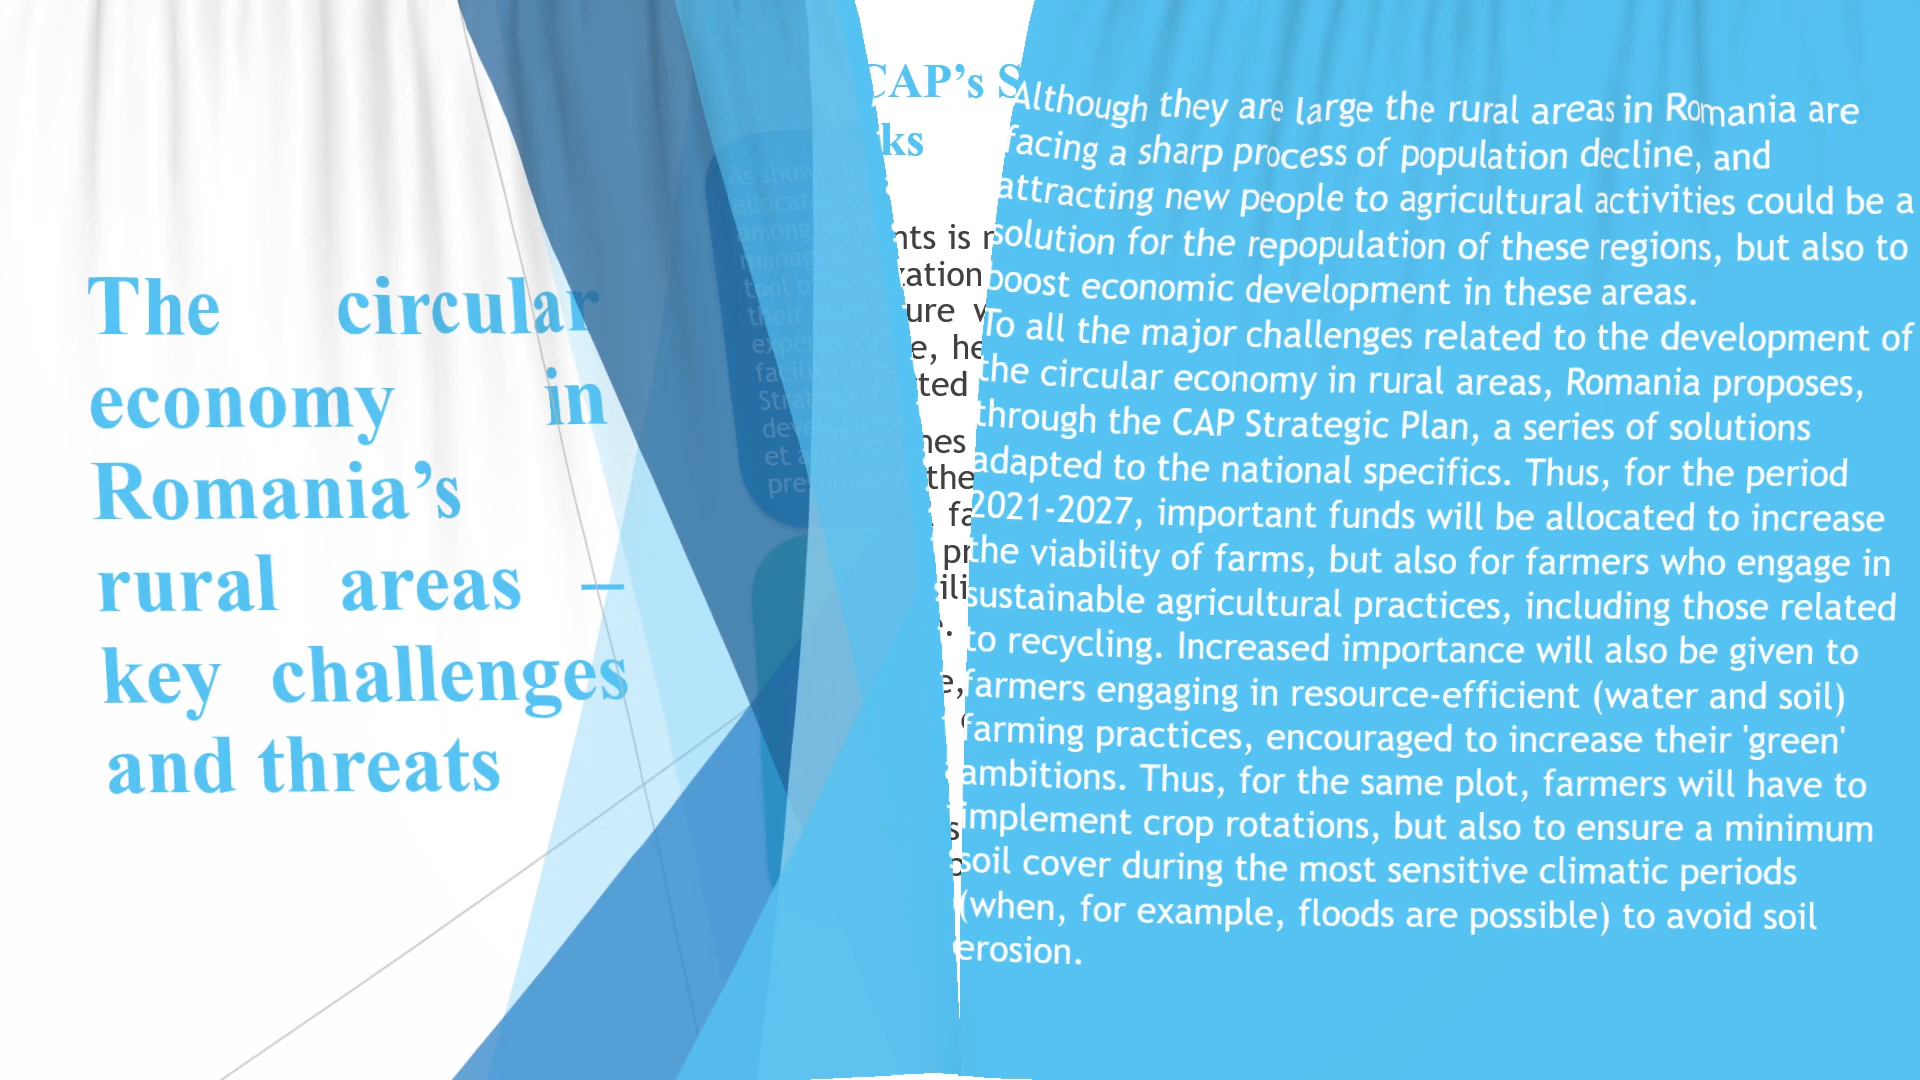 The circular
economy in
Romania's
rural areas –
key challenges
and threats
CAP's
Although they are large the rural areas in Romania are
facing a sharp process of population decline, and
attracting new people to agricultural activities could be a
solution for the repopulation of these regions, but also to
boost economic development in these areas.
To all the major challenges related to the development of
the circular economy in rural areas, Romania proposes,
through the CAP Strategic Plan, a series of solutions
adapted to the national specifics. Thus, for the period
2021-2027, important funds will be allocated to increase
the viability of farms, but also for farmers who engage in
sustainable agricultural practices, including those related
to recycling. Increased importance will also be given to
farmers engaging in resource-efficient (water and soil)
farming practices, encouraged to increase their 'green'
ambitions. Thus, for the same plot, farmers will have to
implement crop rotations, but also to ensure a minimum
soil cover during the most sensitive climatic periods
(when, for example, floods are possible) to avoid soil
erosion.